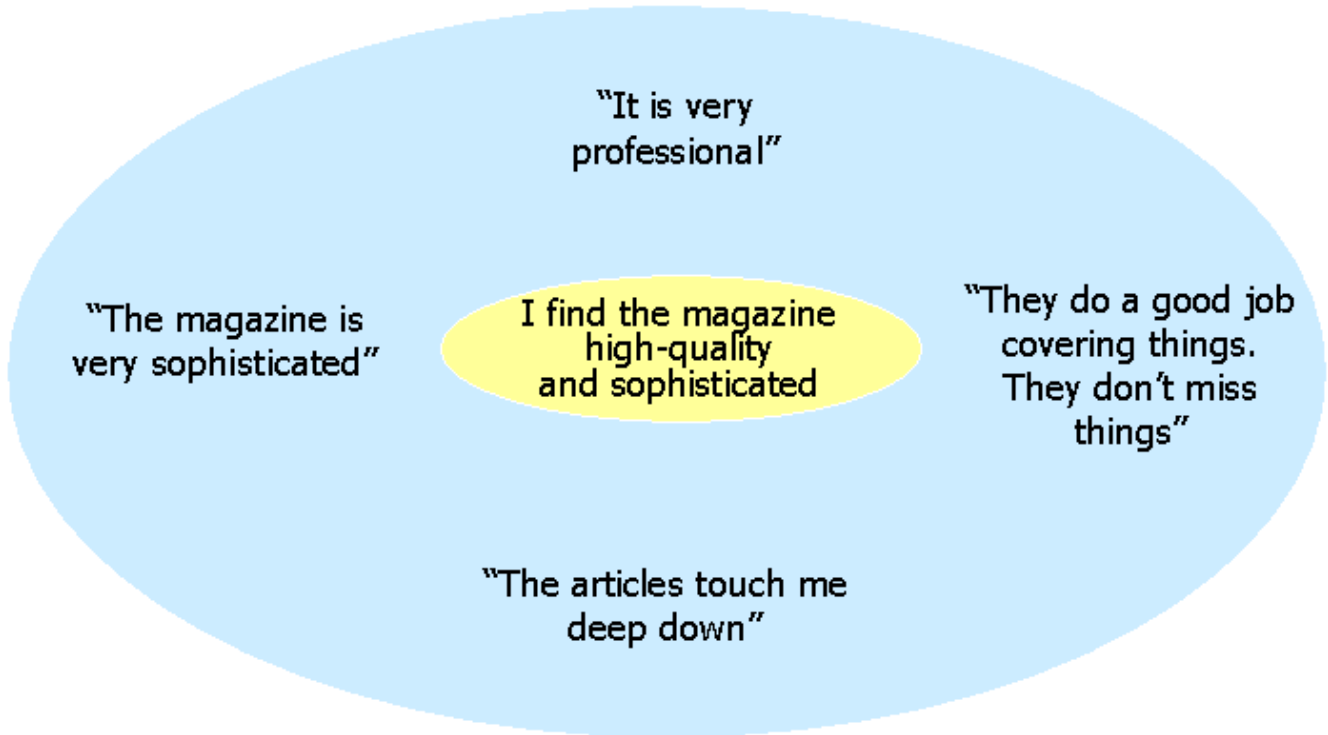 “It is very
professional”
“The magazine is
very sophisticated”
I find the magazine
high-quality
and sophisticated
“They do a good job
covering things.
They don’t miss
things”
“The articles touch me
deep down”